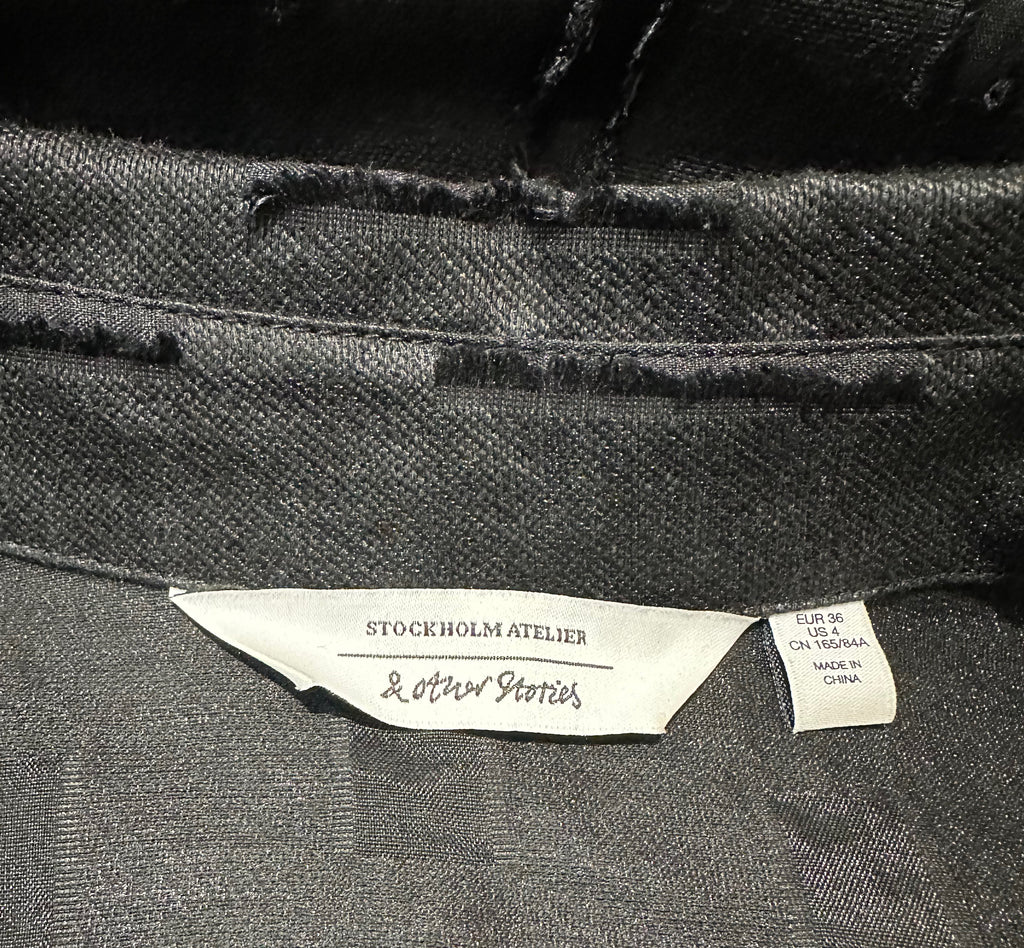 STOCKHOLM ATELIER
& other Stories
EUR 36
US 4
CN 165/84A
MADE IN
CHINA